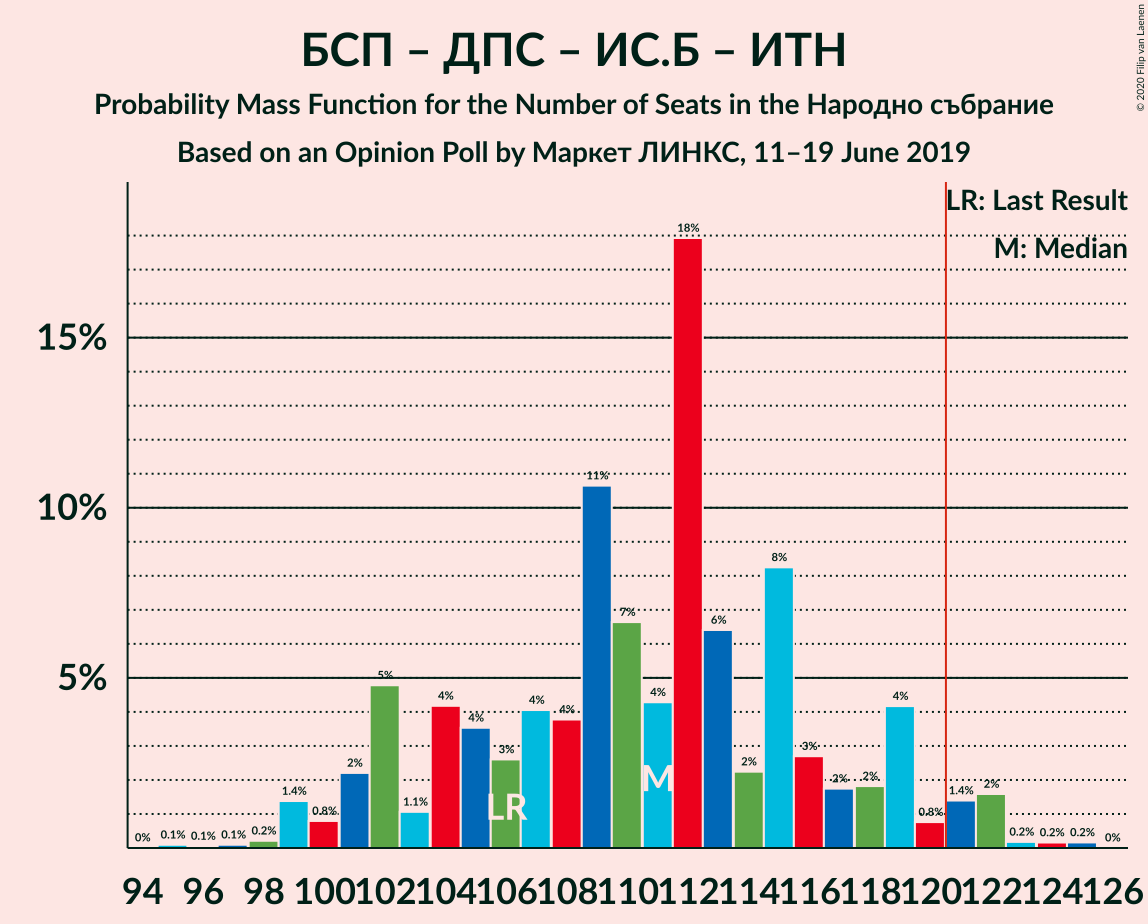 БСП – ДПС – ИС.Б – ИТН
Probability Mass Function for the Number of Seats in the Народно събрание
Based on an Opinion Poll by Маркет ЛИНКС, 11–19 June 2019
© 2020 Filip van Laenen
LR: Last Result
M: Median
15%
10%
5%
0% 0.1% 0.1% 0.1% 0.2% 1.4% 0.8% 2% 5% 1.1% 4% 4% 3% 4% 4% 11% 7% 4% 18% 6% 2% 8% 3% 2% 2% 4% 0.8% 1.4% 2% 0.2% 0.2% 0.2% 0%
M
LR
94 96 98 100 102 104 106 108 110 112 114 116 118 120 122 124 126